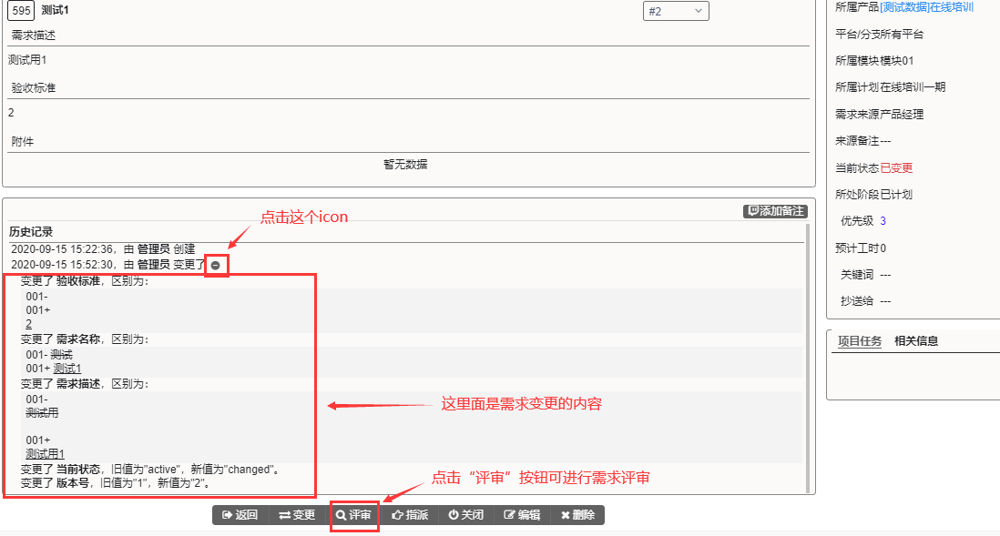 595 测试1 #2
需求描述
测试用1
验收标准
2
附件
暂无数据
添加备注
历史记录
点击这个icon
2020-09-15 15:22:36，由 管理员 创建
2020-09-15 15:52:30，由 管理员 变更了
变更了 验收标准，区别为：
001-
001+
2
变更了 需求名称，区别为：
001- 测试
001+ 测试1
变更了 需求描述，区别为：
001-
测试用
001+
测试用1
变更了 当前状态，旧值为"active"，新值为"changed"。
变更了 版本号，旧值为"1"，新值为"2"。
这里面是需求变更的内容
点击“评审”按钮可进行需求评审
返回 变更 评审 指派 关闭 编辑 删除
所属产品[测试数据]在线培训
平台/分支所有平台
所属模块模块01
所属计划在线培训一期
需求来源产品经理
来源备注---
当前状态已变更
所处阶段已计划
优先级 3
预计工时0
关键词 ---
抄送给 ---
项目任务 相关信息